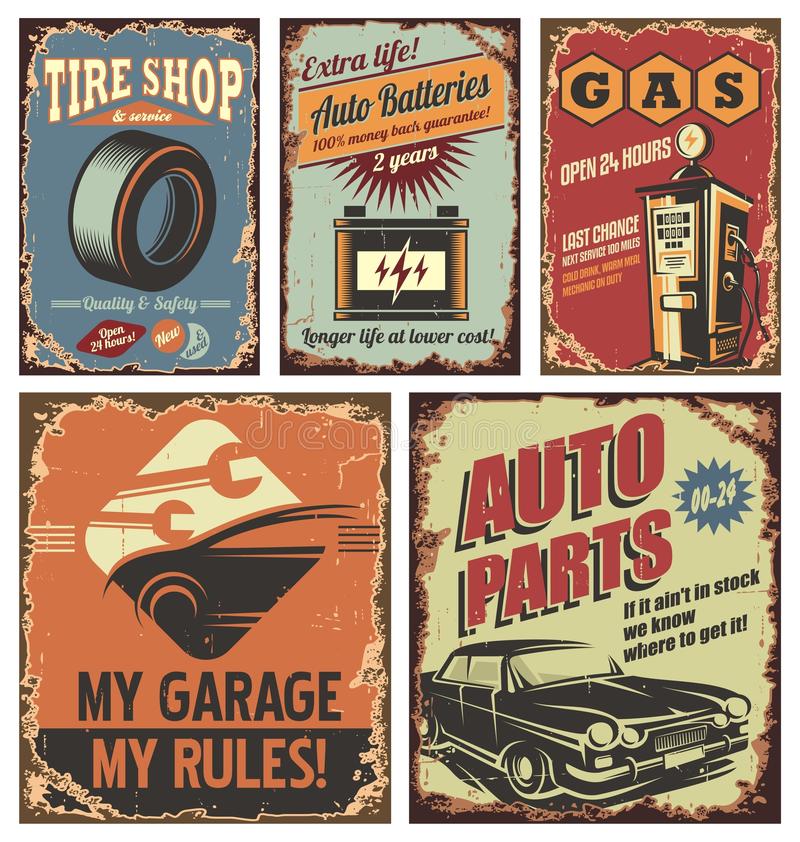 TIRE SHOP
& service
Quality & Safety
Open
24 hours!
New
&
used
Extra life!
Auto Batteries
100% money back guarantee!
2 years
Longer life at lower cost!
GAS
OPEN 24 HOURS
LAST CHANCE
NEXT SERVICE 100 MILES
COLD DRINK, WARM MEAL
MECHANIC ON DUTY
MY GARAGE
MY RULES!
AUTO
PARTS
00-24
If it ain't in stock
we know
where to get it!
dreamstime